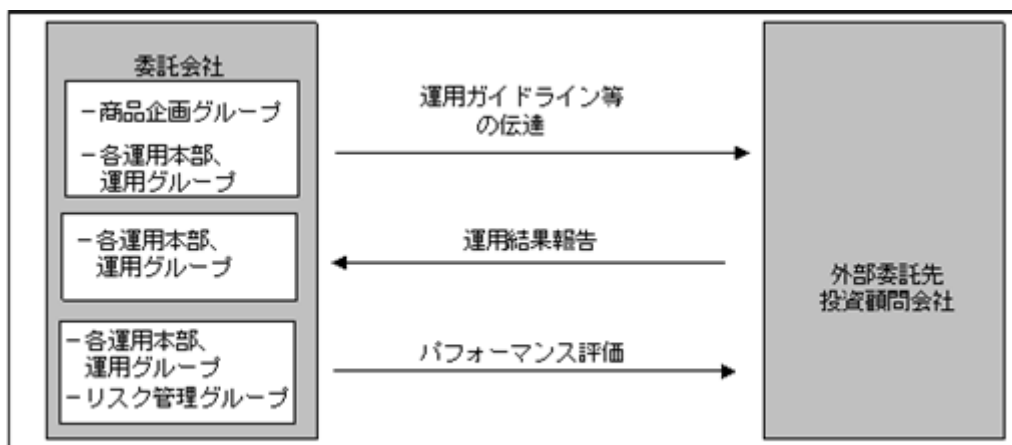 委託会社
－商品企画グループ
－各運用本部、
運用グループ
運用ガイドライン等
の伝達
－各運用本部、
運用グループ
運用結果報告
－各運用本部、
運用グループ
－リスク管理グループ
パフォーマンス評価
外部委託先
投資顧問会社